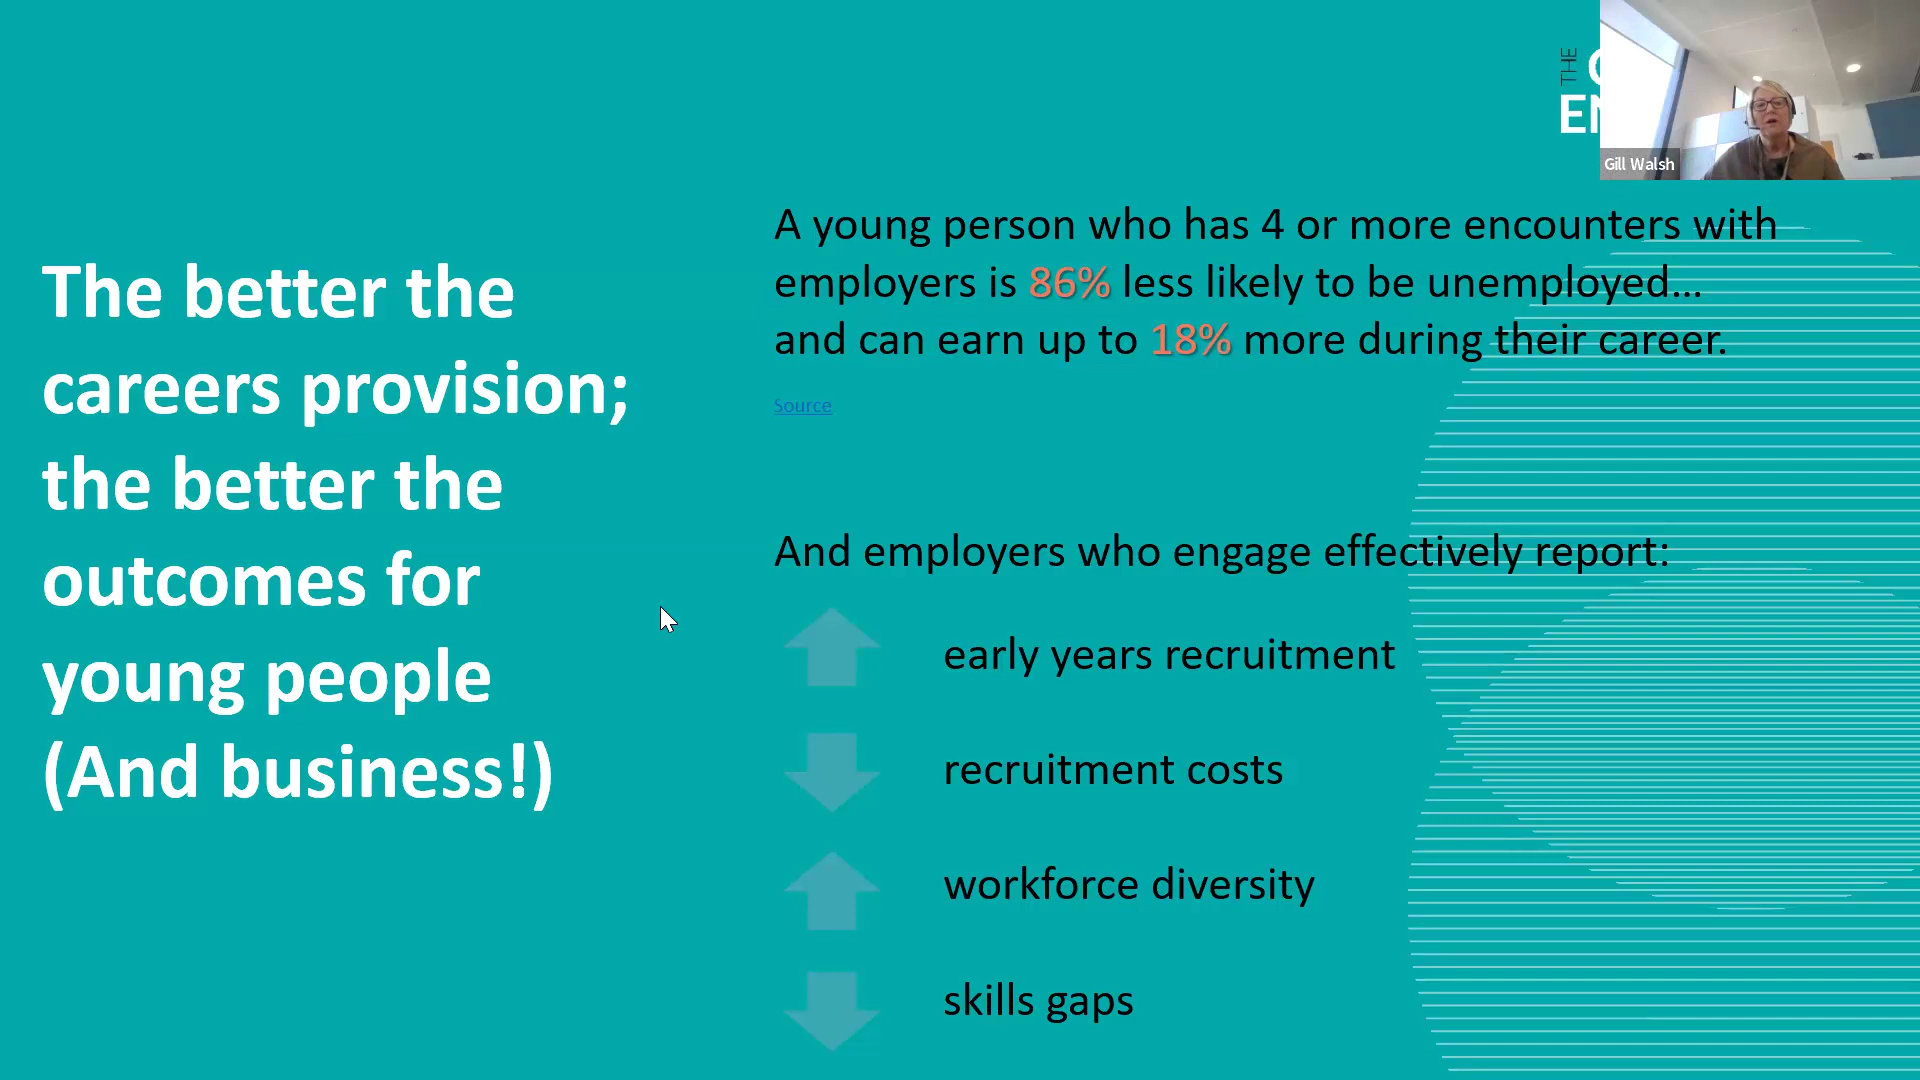 THE
Gill Walsh
The better the
careers provision;
the better the
outcomes for
young people
(And business!)
A young person who has 4 or more encounters with
employers is 86% less likely to be unemployed…
and can earn up to 18% more during their career.
Source
And employers who engage effectively report:
early years recruitment
recruitment costs
workforce diversity
skills gaps